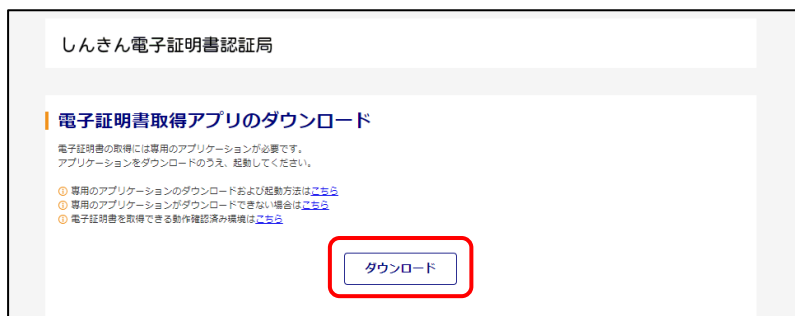 しんきん電子証明書認証局
電子証明書取得アプリのダウンロード
電子証明書の取得には専用のアプリケーションが必要です。
アプリケーションをダウンロードのうえ、起動してください。
専用のアプリケーションのダウンロードおよび起動方法はこちら
専用のアプリケーションがダウンロードできない場合はこちら
電子証明書を取得できる動作確認済み環境はこちら
ダウンロード